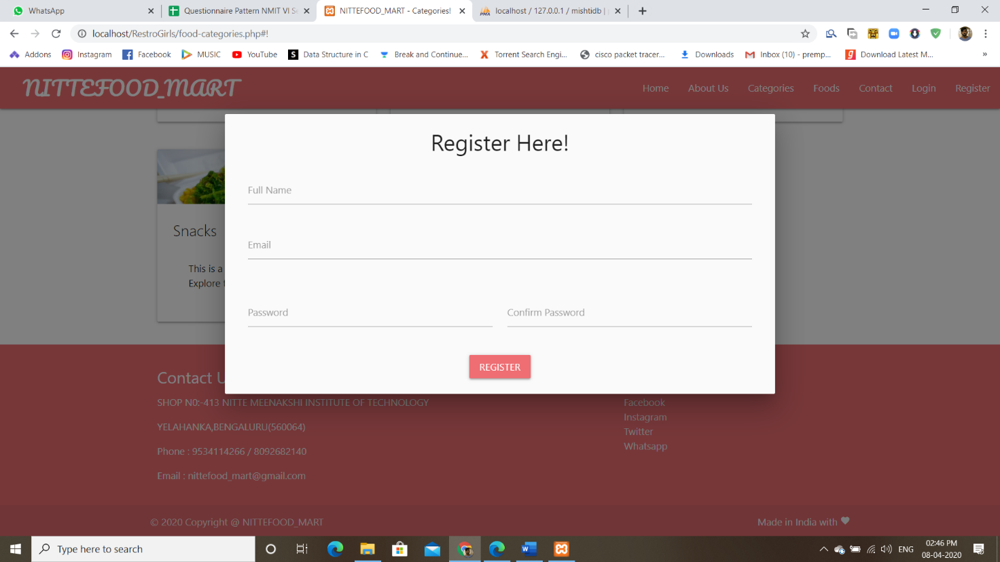 WhatsApp
Questionnaire Pattern NMIT VI Se
NITTEFOOD_MART - Categories!
localhost / 127.0.0.1 / mishtidb |
localhost/RestroGirls/food-categories.php#!
Addons
Instagram
Facebook
MUSIC
YouTube
Data Structure in C
Break and Continue...
Torrent Search Engi...
cisco packet tracer...
Downloads
Inbox (10) - premp...
Download Latest M...
»
NITTEFOOD_MART
Home
About Us
Categories
Foods
Contact
Login
Register
Register Here!
Full Name
Email
Password
Confirm Password
REGISTER
Snacks
This is a
Explore
Contact U
SHOP N0:-413 NITTE MEENAKSHI INSTITUTE OF TECHNOLOGY
YELAHANKA,BENGALURU(560064)
Phone : 9534114266 / 8092682140
Email : nittefood_mart@gmail.com
Facebook
Instagram
Twitter
Whatsapp
© 2020 Copyright @ NITTEFOOD_MART
Made in India with
Type here to search
ENG
02:46 PM
08-04-2020